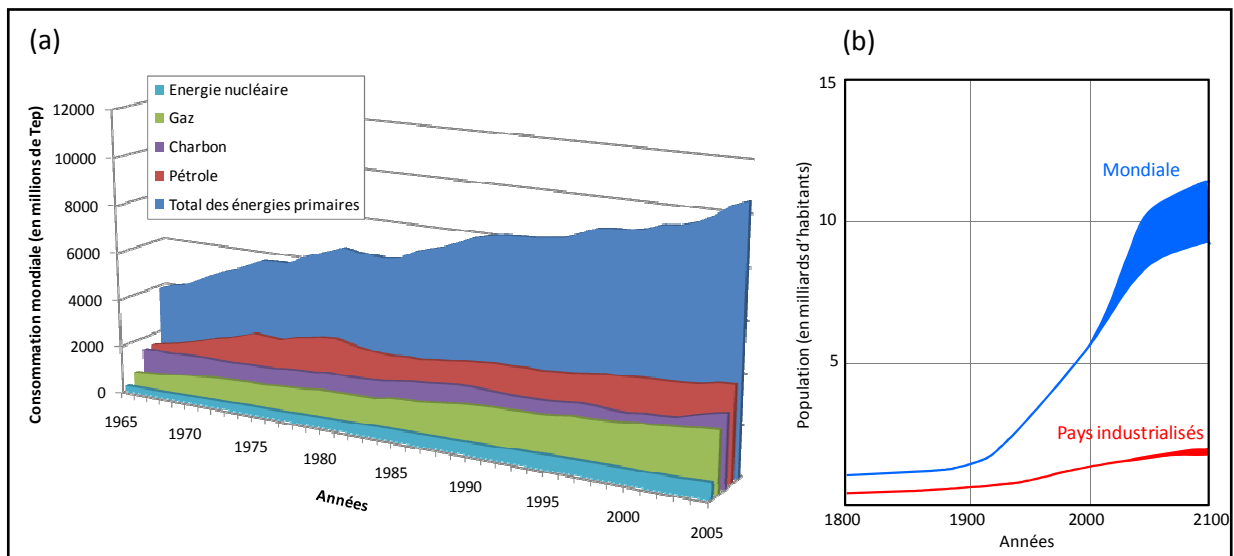 (a)
Energie nucléaire
Gaz
Charbon
Pétrole
Total des énergies primaires
Consommation mondiale (en millions de Tep)
12000
10000
8000
6000
4000
2000
0
1965
1970
1975
1980
1985
1990
1995
2000
2005
Années
(b)
Population (en milliards d'habitants)
15
10
5
Mondiale
Pays industrialisés
1800
1900
2000
2100
Années